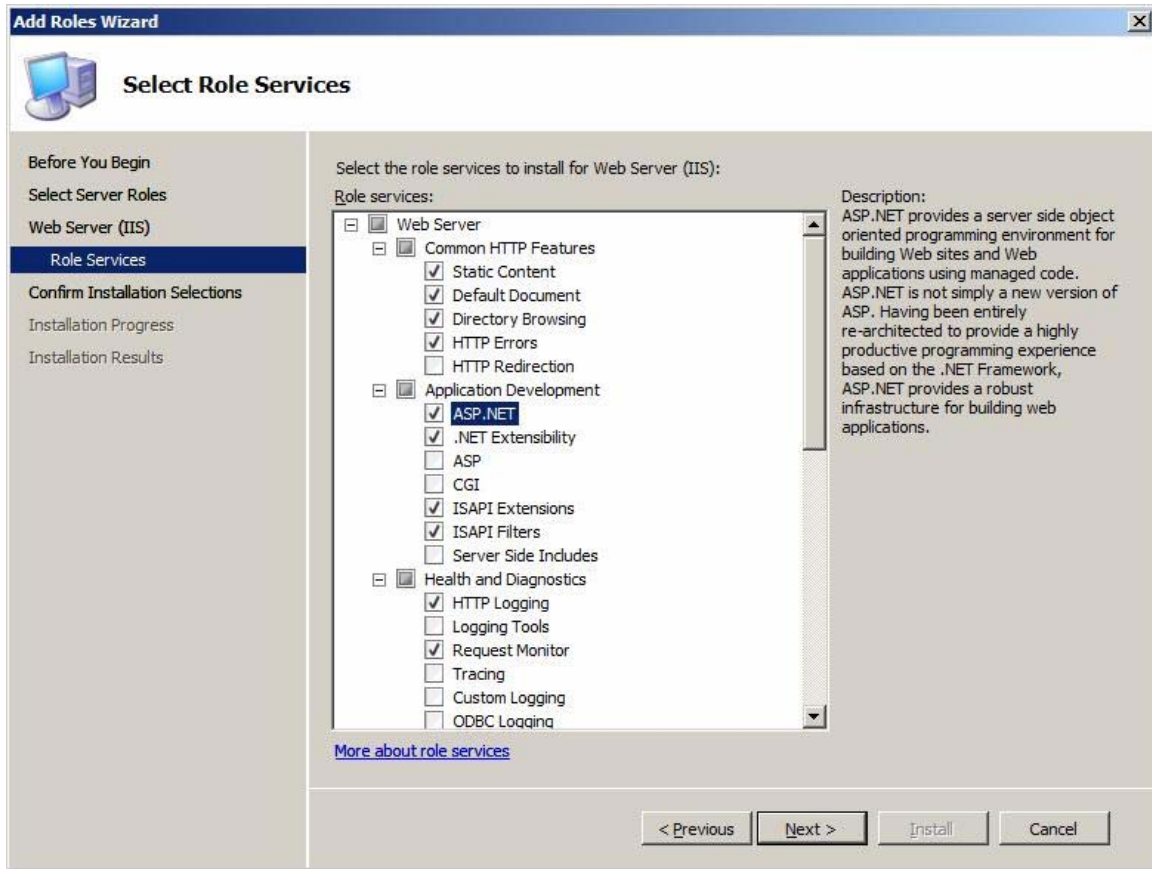 Add Roles Wizard
Select Role Services
Before You Begin
Select Server Roles
Web Server (IIS)
Role Services
Confirm Installation Selections
Installation Progress
Installation Results
Select the role services to install for Web Server (IIS):
Role services:
Web Server
Common HTTP Features
Static Content
Default Document
Directory Browsing
HTTP Errors
HTTP Redirection
Application Development
ASP.NET
.NET Extensibility
ASP
CGI
ISAPI Extensions
ISAPI Filters
Server Side Includes
Health and Diagnostics
HTTP Logging
Logging Tools
Request Monitor
Tracing
Custom Logging
ODBC Logging
More about role services
Description:
ASP.NET provides a server side object
oriented programming environment for
building Web sites and Web
applications using managed code.
ASP.NET is not simply a new version of
ASP. Having been entirely
re-architected to provide a highly
productive programming experience
based on the .NET Framework,
ASP.NET provides a robust
infrastructure for building web
applications.
< Previous
Next >
Install
Cancel